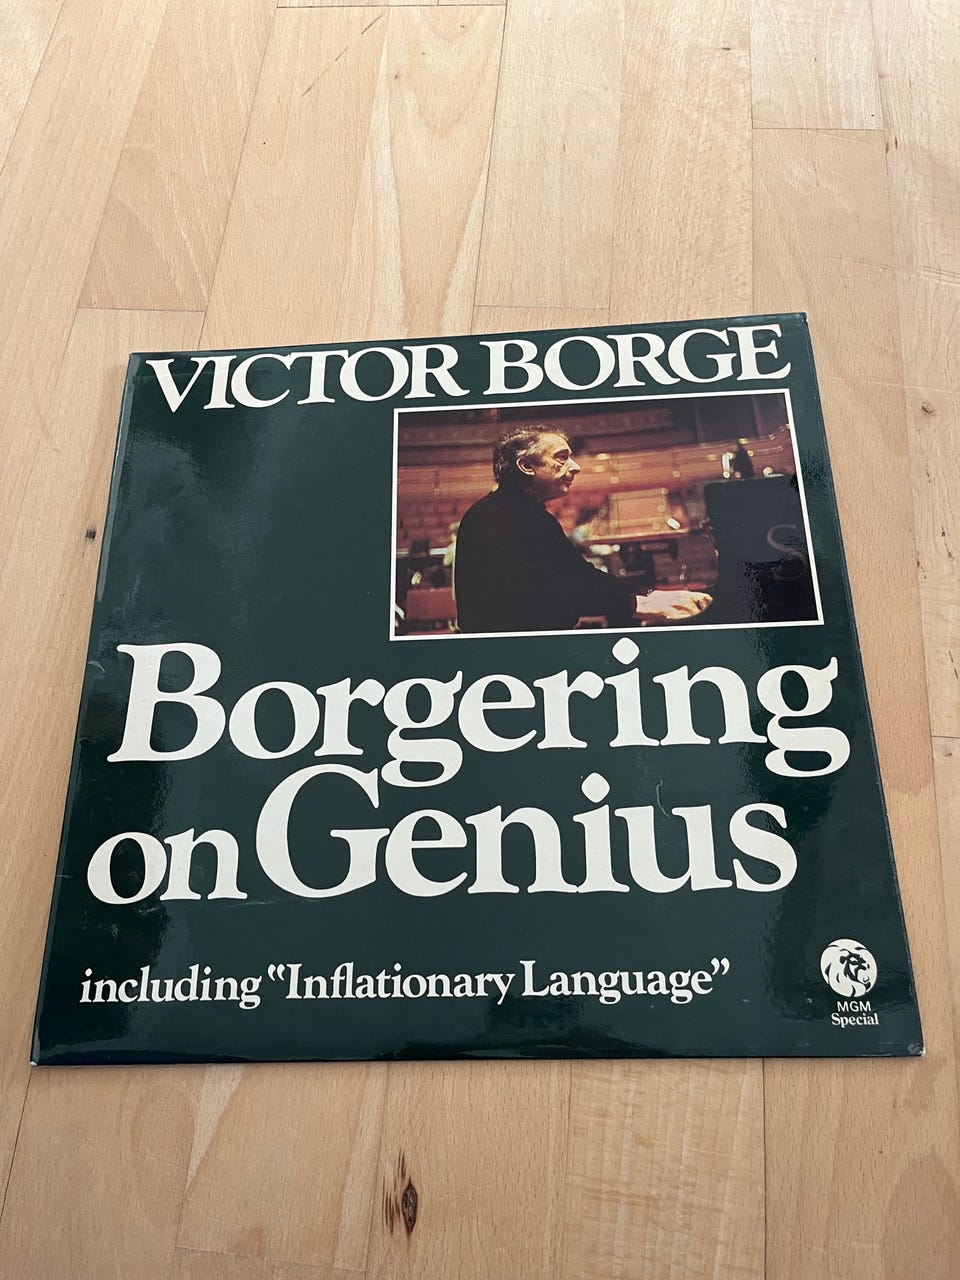 VICTOR BORGE
S
Borgering
on Genius
including “Inflationary Language”
MGM
Special